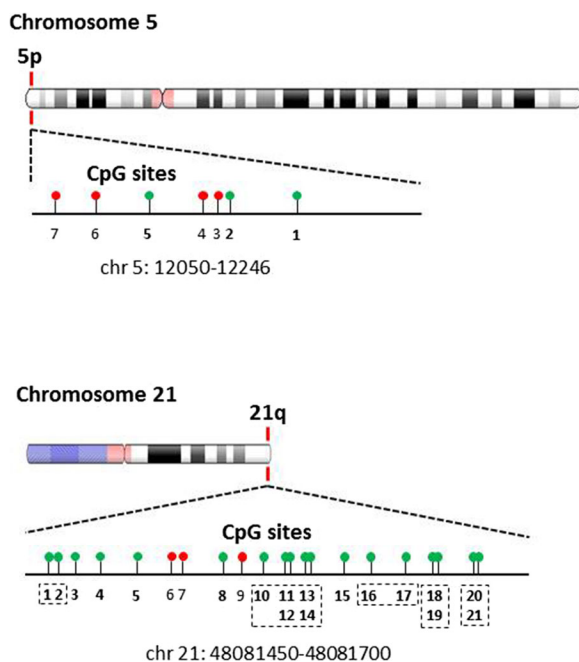 Chromosome 5
5p
CpG sites
7 6 5 4 3 2 1
chr 5: 12050-12246
Chromosome 21
21q
CpG sites
1 2 3 4 5 6 7 8 9 10 11 13 15 16 17 18 20
12 14 19 21
chr 21: 48081450-48081700